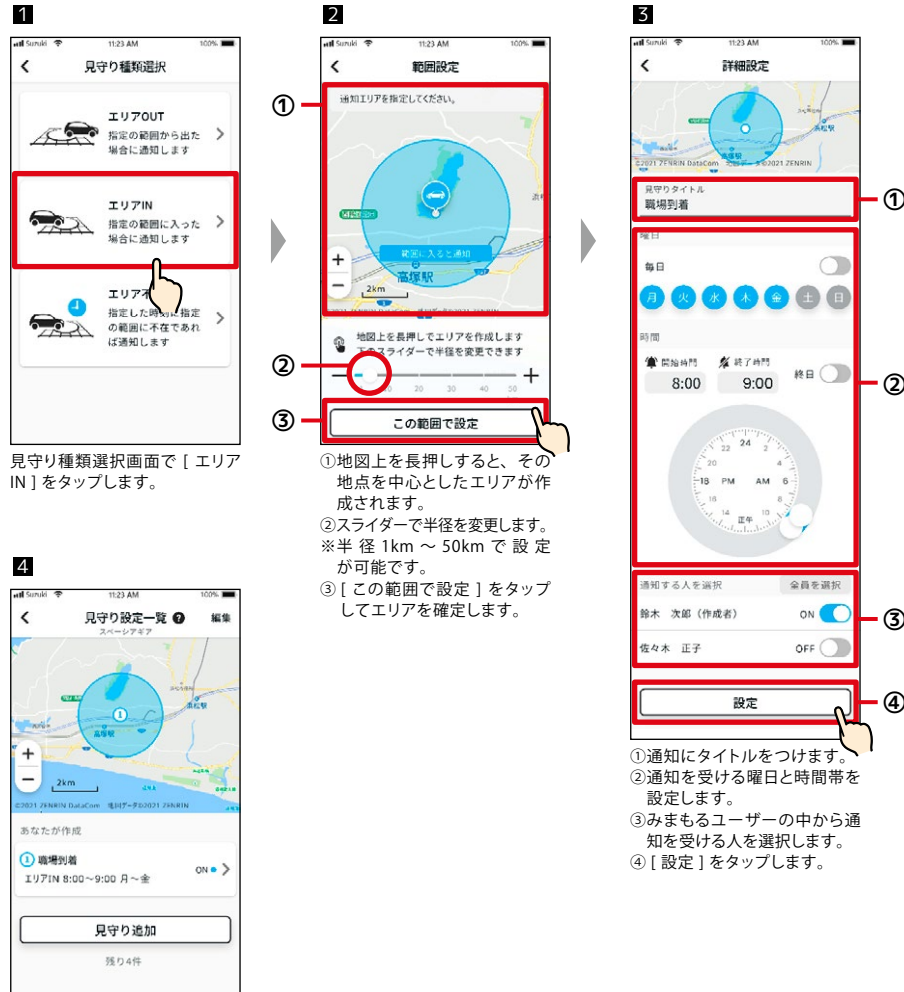 1
Suzuki 11:23 AM 100%
見守り種類選択
エリアOUT
指定の範囲から出た
場合に通知します
エリアIN
指定の範囲に入った
場合に通知します
指定した時刻に指定
の範囲に不在であれ
ば通知します
見守り種類選択画面で [ エリア
IN ] をタップします。
2
Suzuki 11:23 AM 100%
範囲設定
①
通知エリアを指定してください。
範囲に入ると通知
高塚駅
+
−
2km
地図上を長押しでエリアを作成します
下のスライダーで半径を変更できます
②
− 20 30 40 50 +
③
この範囲で設定
①地図上を長押しすると、その
地点を中心としたエリアが作
成されます。
②スライダーで半径を変更します。
※半径 1km ～ 50km で設定
が可能です。
③ [ この範囲で設定 ] をタップ
してエリアを確定します。
3
Suzuki 11:23 AM 100%
詳細設定
浜松駅
高塚駅
©2021 ZENRIN DataCom 地図データ©2021 ZENRIN
見守りタイトル
職場到着
①
曜日
毎日
月 火 水 木 金 土 日
時間
開始時間 終了時間
8:00 9:00 終日
②
22 24 2
20 4
18 PM AM 6
16 8
14 正午 10
通知する人を選択 全員を選択
鈴木 次郎（作成者） ON
③
佐々木 正子 OFF
設定
④
①通知にタイトルをつけます。
②通知を受ける曜日と時間帯を
設定します。
③みまもるユーザーの中から通
知を受ける人を選択します。
④ [ 設定 ] をタップします。
4
Suzuki 11:23 AM 100%
見守り設定一覧 ? 編集
スペーシアギア
浜松駅
1
高塚駅
+
−
2km
©2021 ZENRIN DataCom 地図データ©2021 ZENRIN
あなたが作成
1 職場到着
エリアIN 8:00～9:00 月～金 ON
見守り追加
残り4件